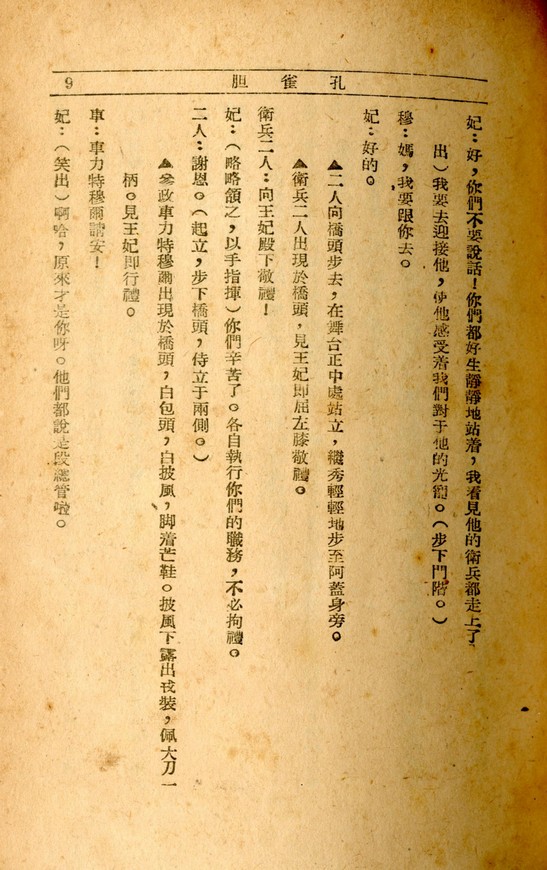 孔雀胆
9
妃：好，你們不要說話！你們都好生靜靜地站着，我看見他的衛兵都走上了
出）我要去迎接他，使他感受着我們對于他的光寵。（步下門階。）
穆：媽，我要跟你去。
妃：好的。
▲二人向橋頭步去，在舞台正中處站立，繼秀輕輕地步至阿蓋身旁。
▲衛兵二人出現於橋頭，見王妃即屈左膝敬禮。
衛兵二人：向王妃殿下敬禮！
妃：（略略頷之，以手指揮）你們辛苦了。各自執行你們的職務，不必拘禮。
二人：謝恩。（起立，步下橋頭，侍立于兩側。）
▲參政車力特穆爾出現於橋頭，白包頭，白披風，脚着芒鞋。披風下露出戎裝，佩大刀一
柄。見王妃即行禮。
車：車力特穆爾請安！
妃：（笑出）啊哈，原來才是你呀。他們都說是段總管啦。